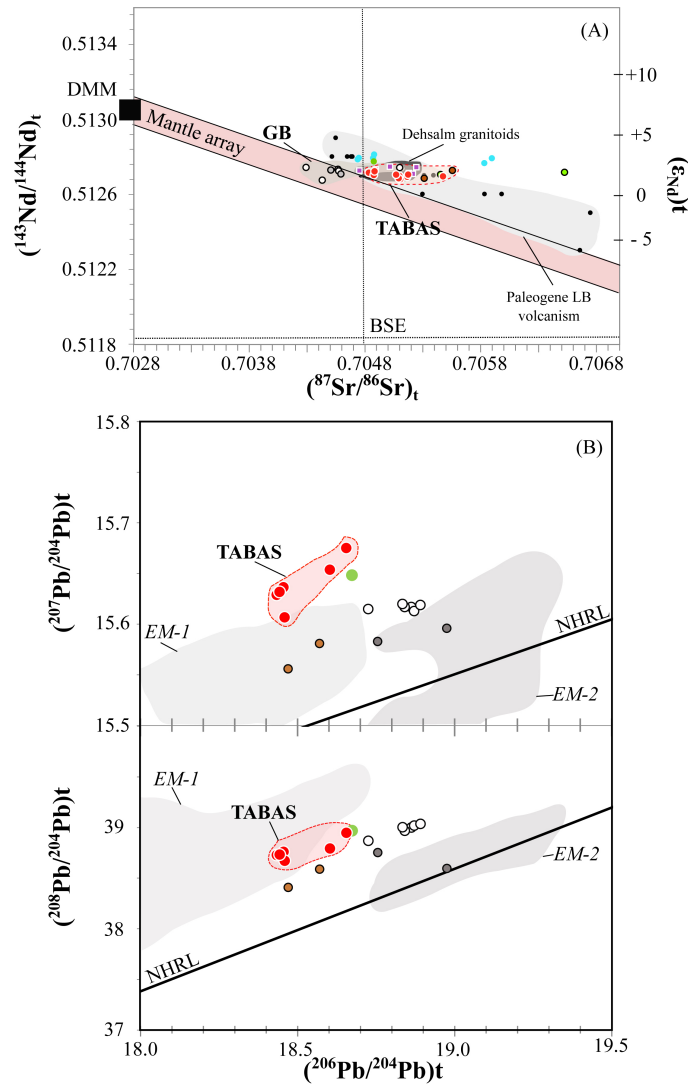 (A)
0.5134
0.5130
0.5126
0.5122
0.5118
(¹⁴³Nd/¹⁴⁴Nd)t
DMM
Mantle array
GB
Dehsalm granitoids
TABAS
Paleogene LB
volcanism
BSE
+10
+5
0
- 5
(εNd)t
0.7028
0.7038
0.7048
0.7058
0.7068
(⁸⁷Sr/⁸⁶Sr)t
(B)
15.8
15.7
15.6
15.5
(²⁰⁷Pb/²⁰⁴Pb)t
TABAS
EM-1
NHRL
EM-2
EM-1
TABAS
39
38
37
(²⁰⁸Pb/²⁰⁴Pb)t
EM-2
NHRL
18.0
18.5
19.0
19.5
(²⁰⁶Pb/²⁰⁴Pb)t